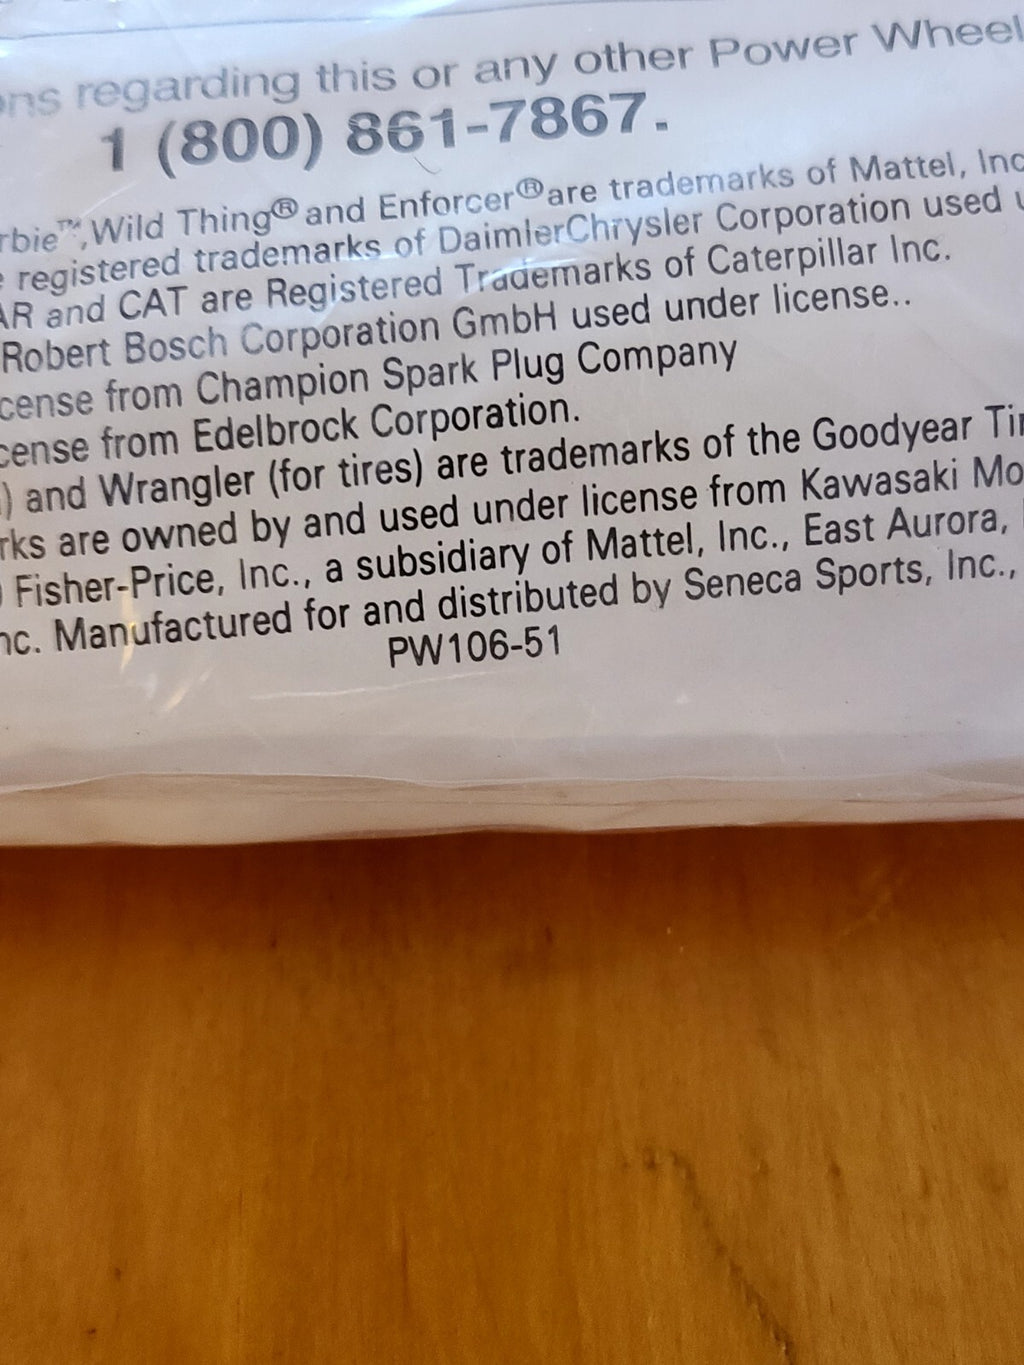 ons regarding this or any other Power Wheel
1 (800) 861-7867.
rbie™,Wild Thing® and Enforcer® are trademarks of Mattel, Inc
e registered trademarks of DaimlerChrysler Corporation used u
AR and CAT are Registered Trademarks of Caterpillar Inc.
Robert Bosch Corporation GmbH used under license..
cense from Champion Spark Plug Company
cense from Edelbrock Corporation.
) and Wrangler (for tires) are trademarks of the Goodyear Tir
rks are owned by and used under license from Kawasaki Mo
Fisher-Price, Inc., a subsidiary of Mattel, Inc., East Aurora,
nc. Manufactured for and distributed by Seneca Sports, Inc.,
PW106-51